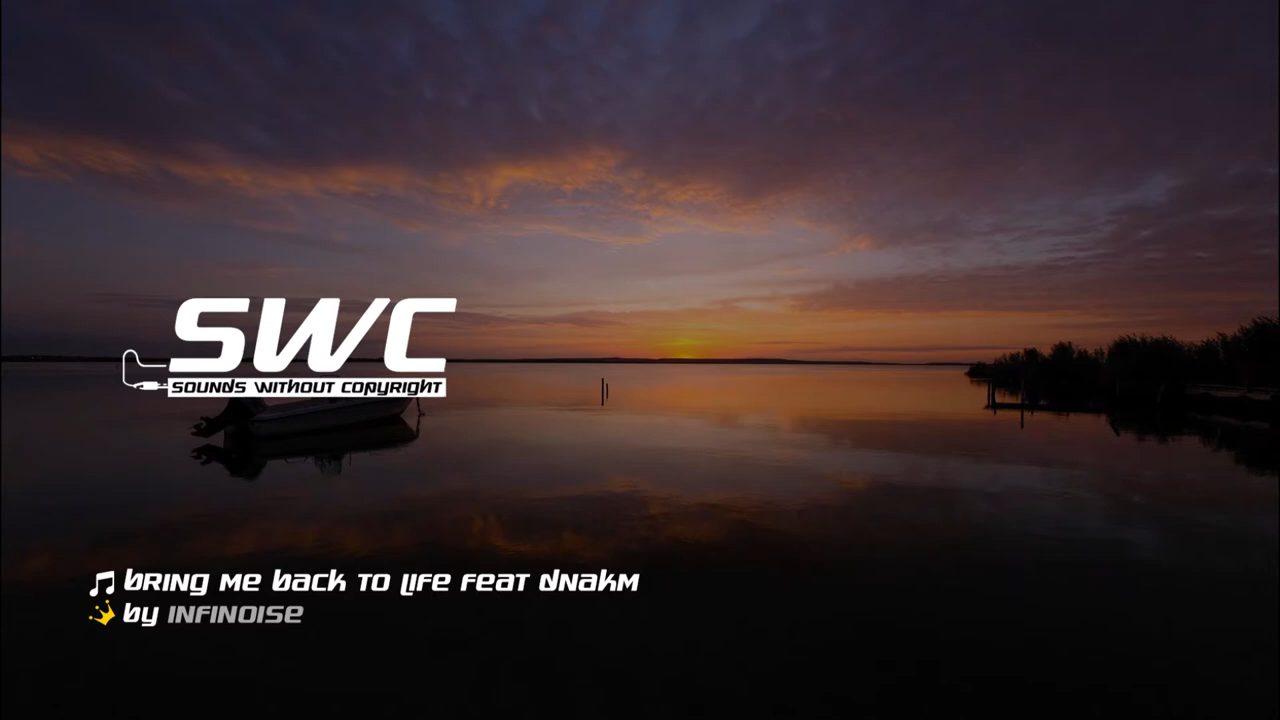 SWC
SOUNDS WITHOUT COPYRIGHT
BRING ME BACK TO LIFE FEAT DNAKM
BY INFINOISE